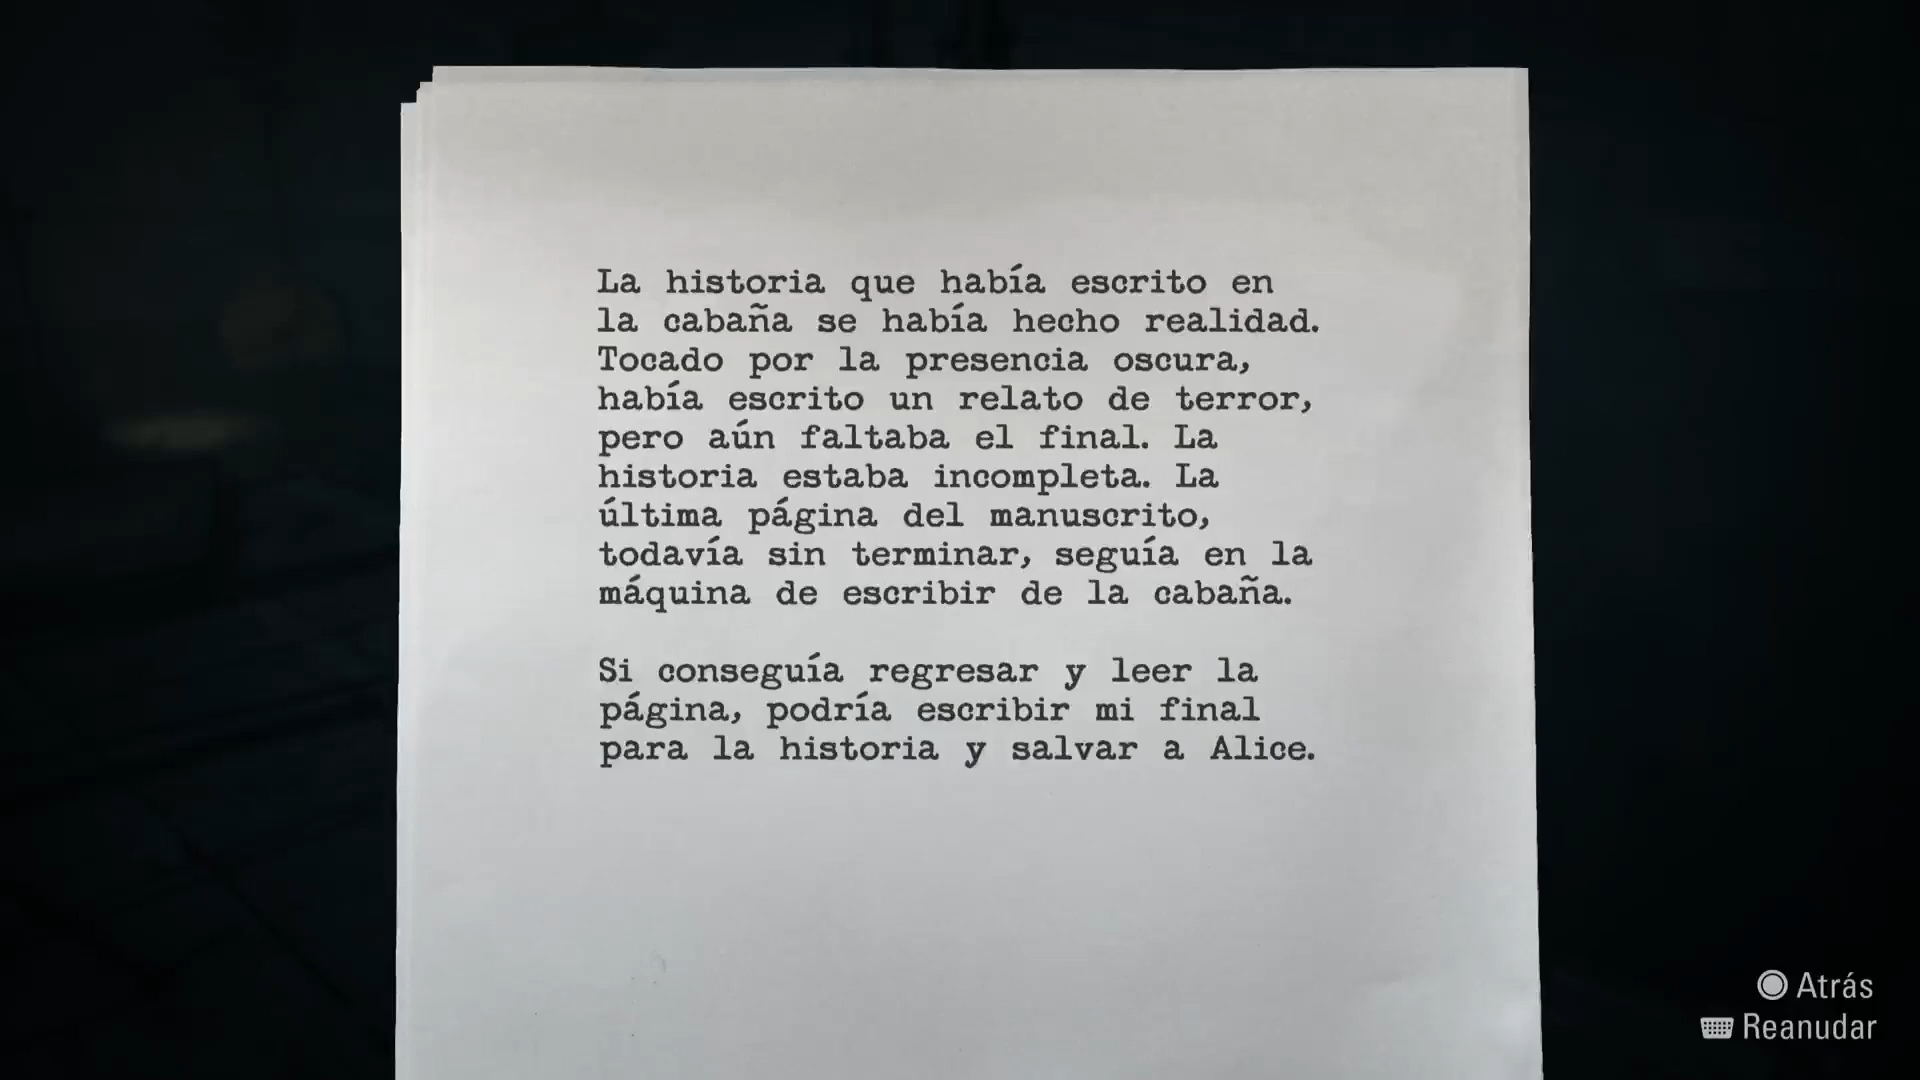 La historia que había escrito en
la cabaña se había hecho realidad.
Tocado por la presencia oscura,
había escrito un relato de terror,
pero aún faltaba el final. La
historia estaba incompleta. La
última página del manuscrito,
todavía sin terminar, seguía en la
máquina de escribir de la cabaña.

Si conseguía regresar y leer la
página, podría escribir mi final
para la historia y salvar a Alice.

Atrás
Reanudar